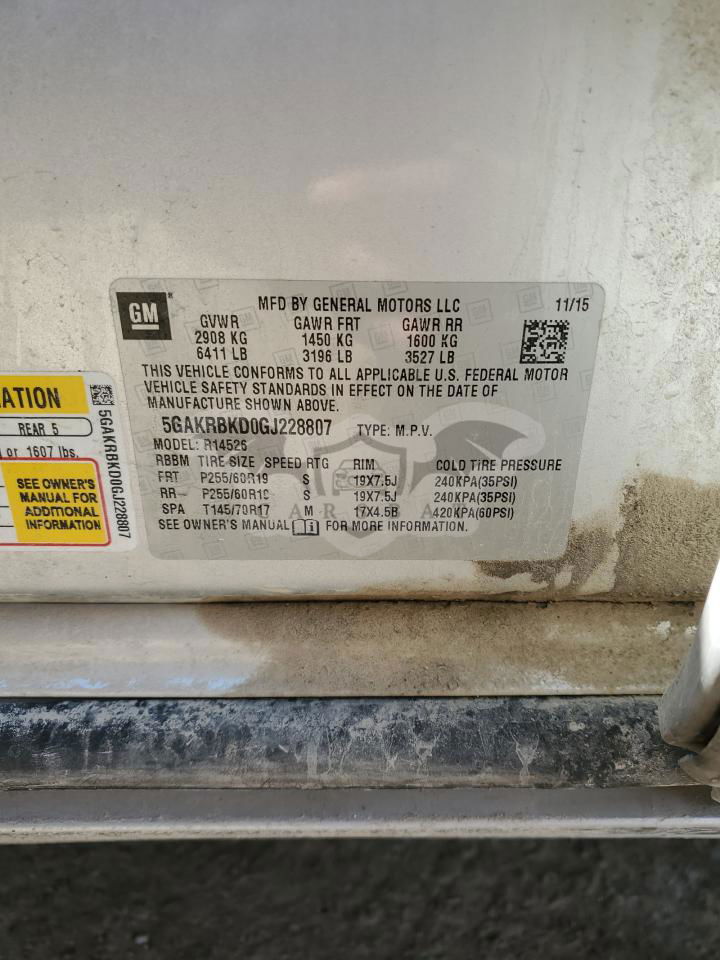 GM
MFD BY GENERAL MOTORS LLC 11/15
GVWR GAWR FRT GAWR RR
2908 KG 1450 KG 1600 KG
6411 LB 3196 LB 3527 LB
THIS VEHICLE CONFORMS TO ALL APPLICABLE U.S. FEDERAL MOTOR
VEHICLE SAFETY STANDARDS IN EFFECT ON THE DATE OF
MANUFACTURE SHOWN ABOVE.
5GAKRBKD0GJ228807 TYPE: M.P.V.
MODEL: R14526
RBBM TIRE SIZE SPEED RTG RIM COLD TIRE PRESSURE
FRT P255/60R19 S 19X7.5J 240KPA(35PSI)
RR P255/60R19 S 19X7.5J 240KPA(35PSI)
SPA T145/70R17 M 17X4.5B 420KPA(60PSI)
SEE OWNER'S MANUAL FOR MORE INFORMATION.
REAR 5
or 1607 lbs.
SEE OWNER'S
MANUAL FOR
ADDITIONAL
INFORMATION
5GAKRBKD0GJ228807